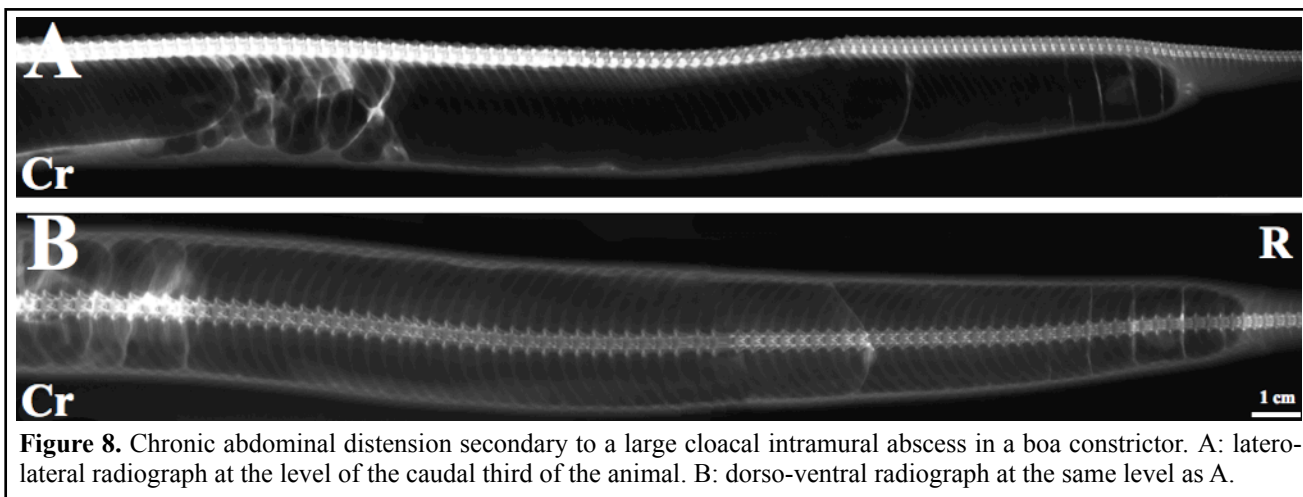 A
Cr
B
R
Cr
1 cm
Figure 8. Chronic abdominal distension secondary to a large cloacal intramural abscess in a boa constrictor. A: latero-
lateral radiograph at the level of the caudal third of the animal. B: dorso-ventral radiograph at the same level as A.